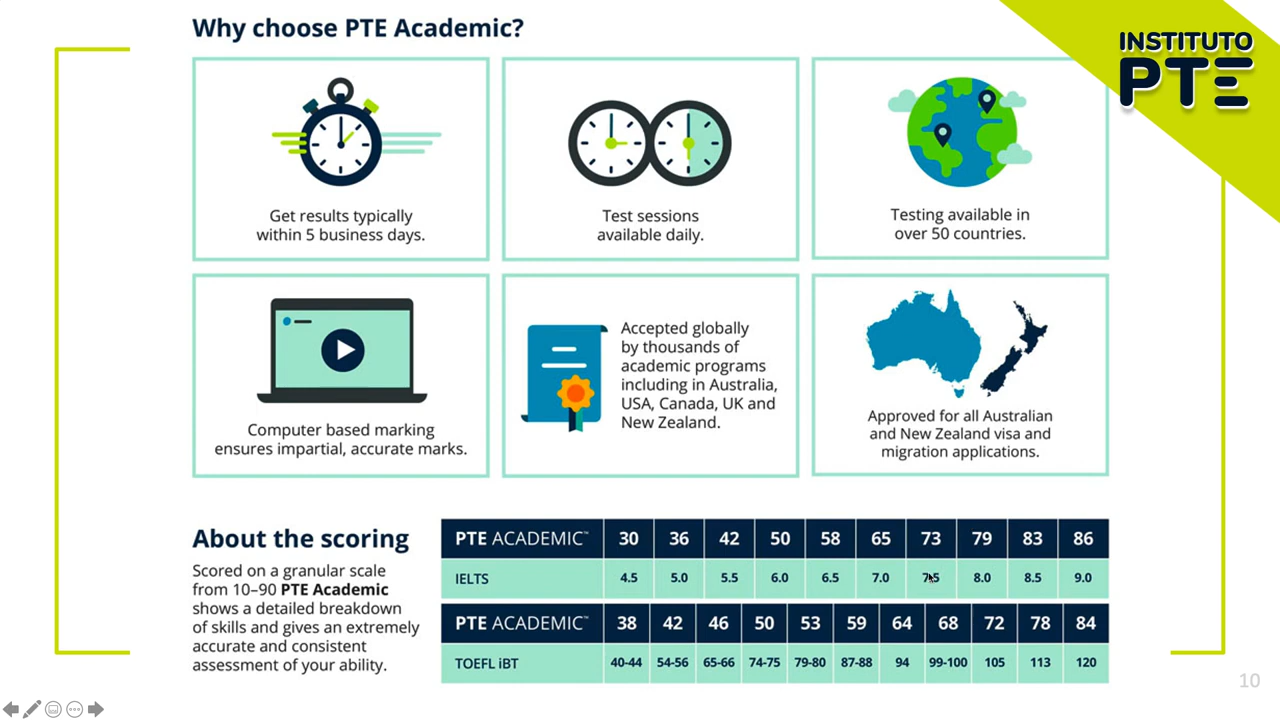 Why choose PTE Academic?
INSTITUTO
PTE
Get results typically
within 5 business days.
Test sessions
available daily.
Testing available in
over 50 countries.
Computer based marking
ensures impartial, accurate marks.
Accepted globally
by thousands of
academic programs
including in Australia,
USA, Canada, UK and
New Zealand.
Approved for all Australian
and New Zealand visa and
migration applications.
About the scoring
Scored on a granular scale
from 10–90 PTE Academic
shows a detailed breakdown
of skills and gives an extremely
accurate and consistent
assessment of your ability.
PTE ACADEMIC™ 30 36 42 50 58 65 73 79 83 86
IELTS 4.5 5.0 5.5 6.0 6.5 7.0 7.5 8.0 8.5 9.0
PTE ACADEMIC™ 38 42 46 50 53 59 64 68 72 78 84
TOEFL iBT 40-44 54-56 65-66 74-75 79-80 87-88 94 99-100 105 113 120
10